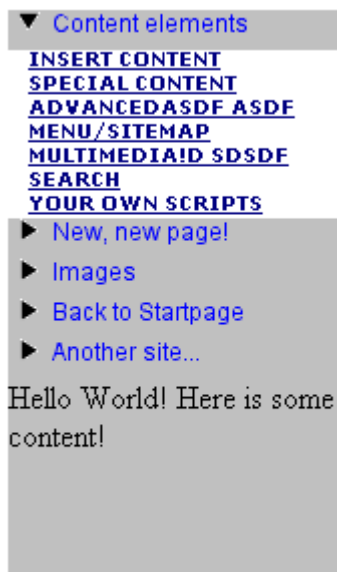 Content elements
INSERT CONTENT
SPECIAL CONTENT
ADVANCEDASDF ASDF
MENU/SITEMAP
MULTIMEDIA!D SDSDF
SEARCH
YOUR OWN SCRIPTS
New, new page!
Images
Back to Startpage
Another site...
Hello World! Here is some
content!